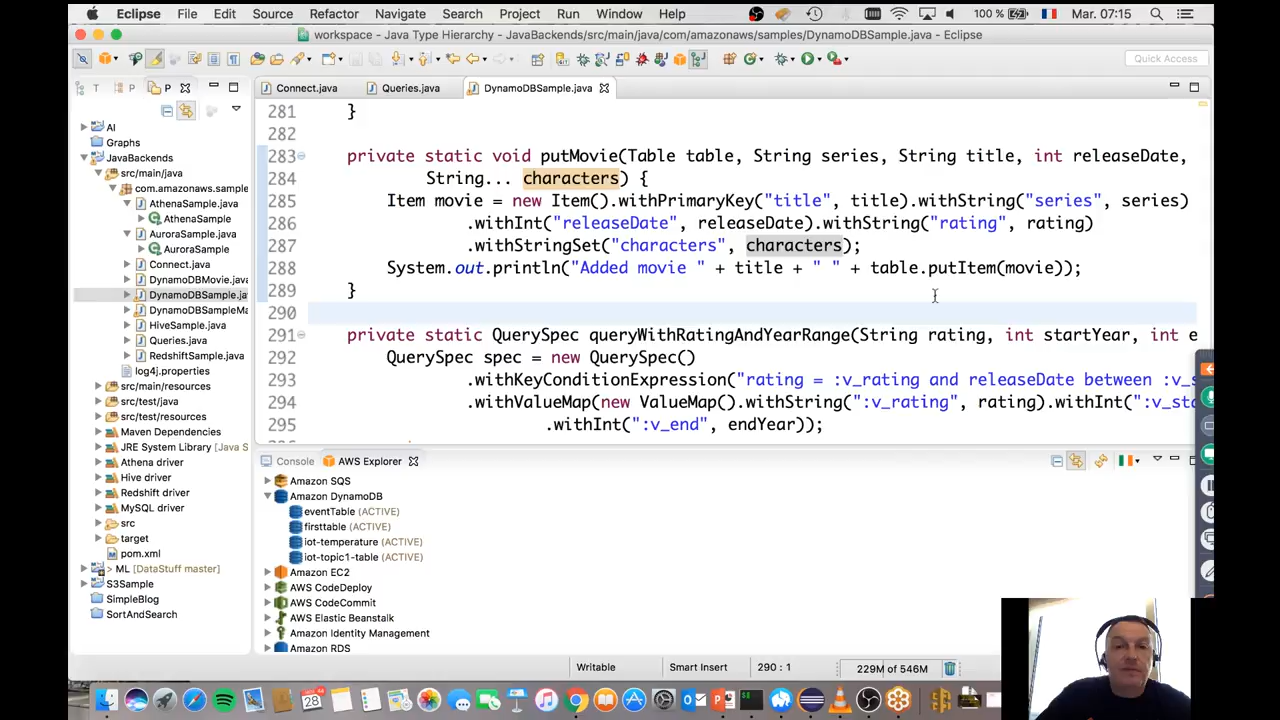 Eclipse File Edit Source Refactor Navigate Search Project Run Window Help 100 % Mar. 07:15
workspace - Java Type Hierarchy - JavaBackends/src/main/java/com/amazonaws/samples/DynamoDBSample.java - Eclipse
Quick Access
T P P
Connect.java Queries.java DynamoDBSample.java
AI
Graphs
JavaBackends
src/main/java
com.amazonaws.sample
AthenaSample.java
AthenaSample
AuroraSample.java
AuroraSample
Connect.java
DynamoDBMovie.java
DynamoDBSample.ja
DynamoDBSampleMa
HiveSample.java
Queries.java
RedshiftSample.java
log4j.properties
src/main/resources
src/test/java
src/test/resources
Maven Dependencies
JRE System Library [Java S
Athena driver
Hive driver
Redshift driver
MySQL driver
src
target
pom.xml
> ML [DataStuff master]
S3Sample
SimpleBlog
SortAndSearch
281 }
282
283 private static void putMovie(Table table, String series, String title, int releaseDate,
284 String... characters) {
285 Item movie = new Item().withPrimaryKey("title", title).withString("series", series)
286 .withInt("releaseDate", releaseDate).withString("rating", rating)
287 .withStringSet("characters", characters);
288 System.out.println("Added movie " + title + " " + table.putItem(movie));
289 }
290
291 private static QuerySpec queryWithRatingAndYearRange(String rating, int startYear, int e
292 QuerySpec spec = new QuerySpec()
293 .withKeyConditionExpression("rating = :v_rating and releaseDate between :v_s
294 .withValueMap(new ValueMap().withString(":v_rating", rating).withInt(":v_sta
295 .withInt(":v_end", endYear));
Console AWS Explorer
Amazon SQS
Amazon DynamoDB
eventTable (ACTIVE)
firsttable (ACTIVE)
iot-temperature (ACTIVE)
iot-topic1-table (ACTIVE)
Amazon EC2
AWS CodeDeploy
AWS CodeCommit
AWS Elastic Beanstalk
Amazon Identity Management
Amazon RDS
Writable Smart Insert 290 : 1 229M of 546M
28